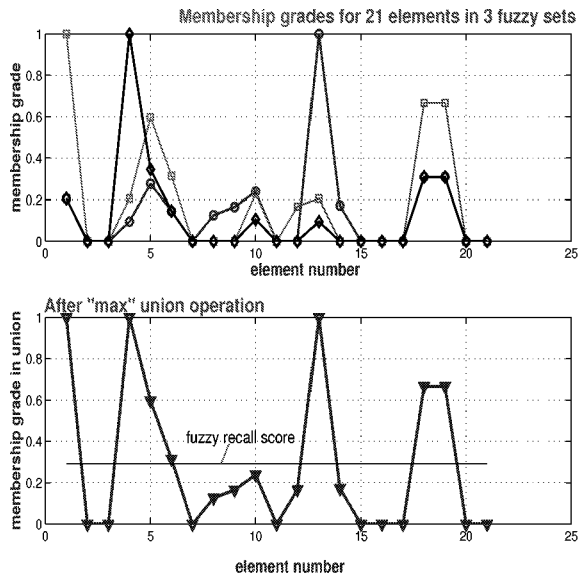 Membership grades for 21 elements in 3 fuzzy sets
membership grade
1
0.8
0.6
0.4
0.2
0
0 5 10 15 20 25
element number
After "max" union operation
membership grade in union
1
0.8
0.6
0.4
0.2
0
fuzzy recall score
0 5 10 15 20 25
element number